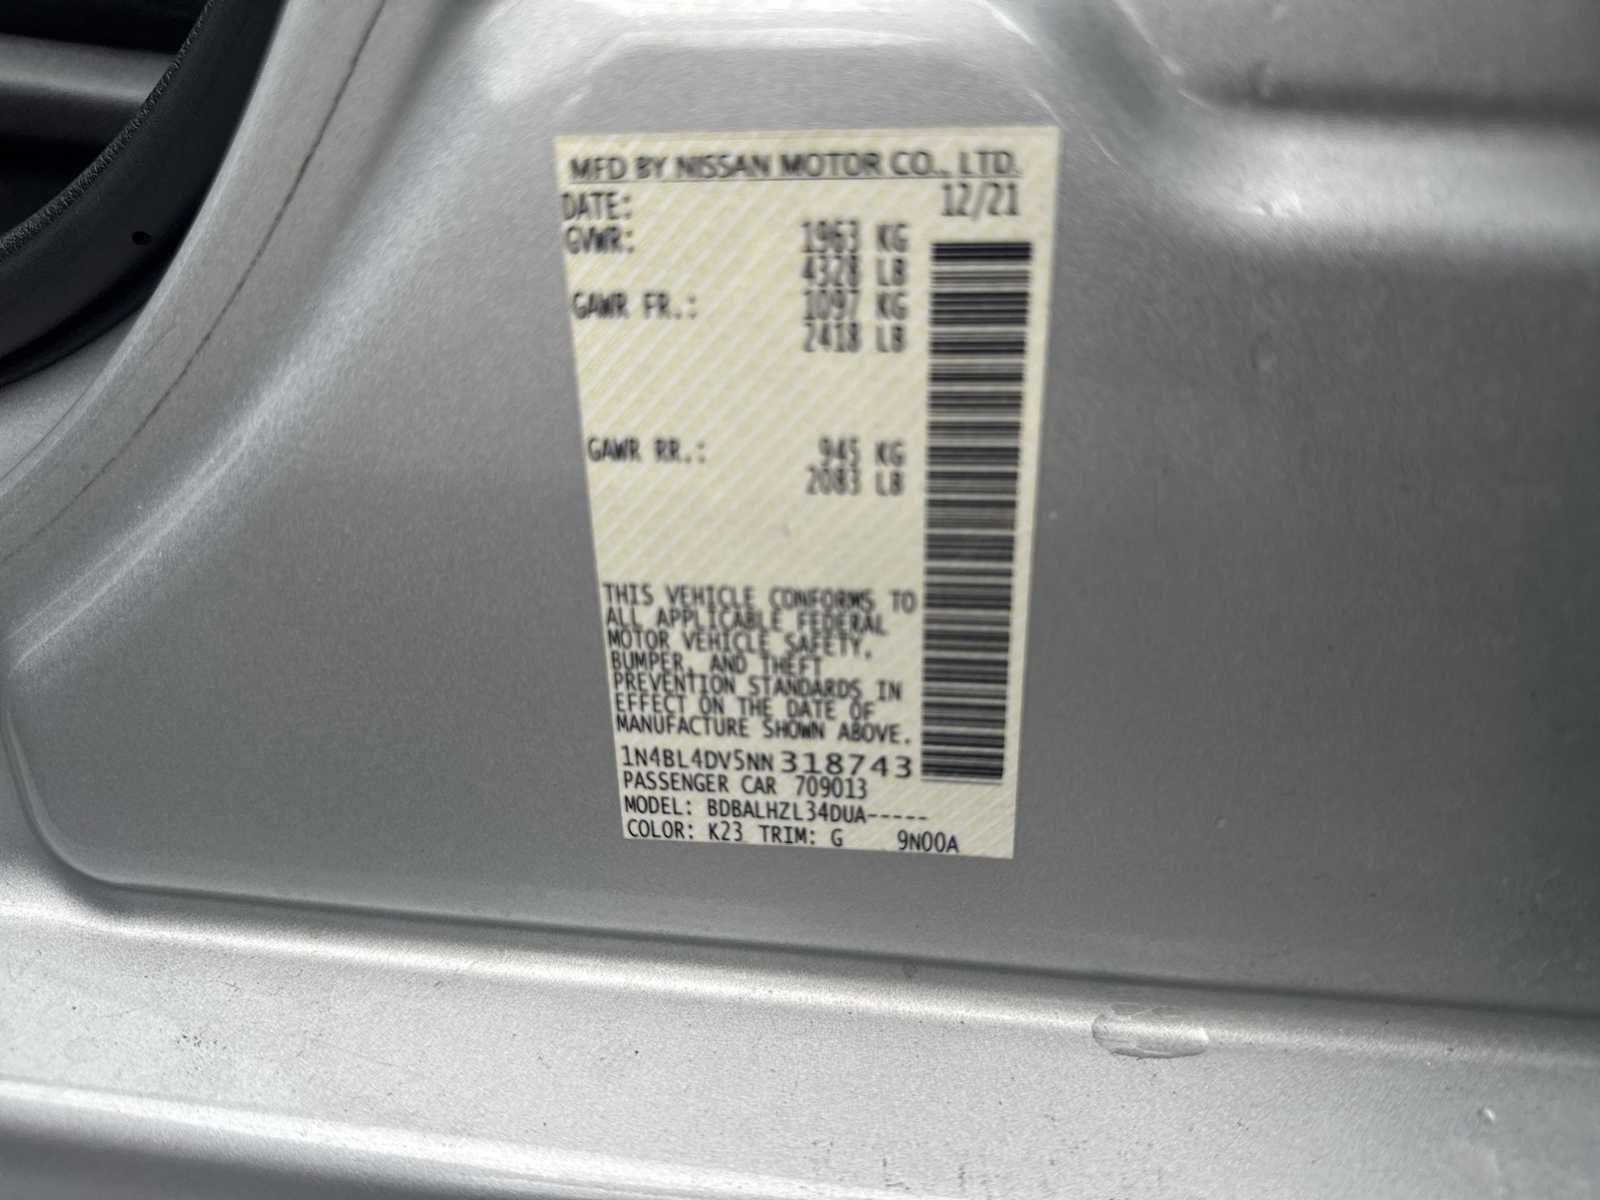 MFD BY NISSAN MOTOR CO., LTD.
DATE: 12/21
GVWR: 1963 KG
4328 LB
GAWR FR.: 1097 KG
2418 LB
GAWR RR.: 945 KG
2083 LB
THIS VEHICLE CONFORMS TO
ALL APPLICABLE FEDERAL
MOTOR VEHICLE SAFETY,
BUMPER, AND THEFT
PREVENTION STANDARDS IN
EFFECT ON THE DATE OF
MANUFACTURE SHOWN ABOVE.
1N4BL4DV5NN318743
PASSENGER CAR 709013
MODEL: BDBALHZL34DUA-----
COLOR: K23 TRIM: G 9N00A